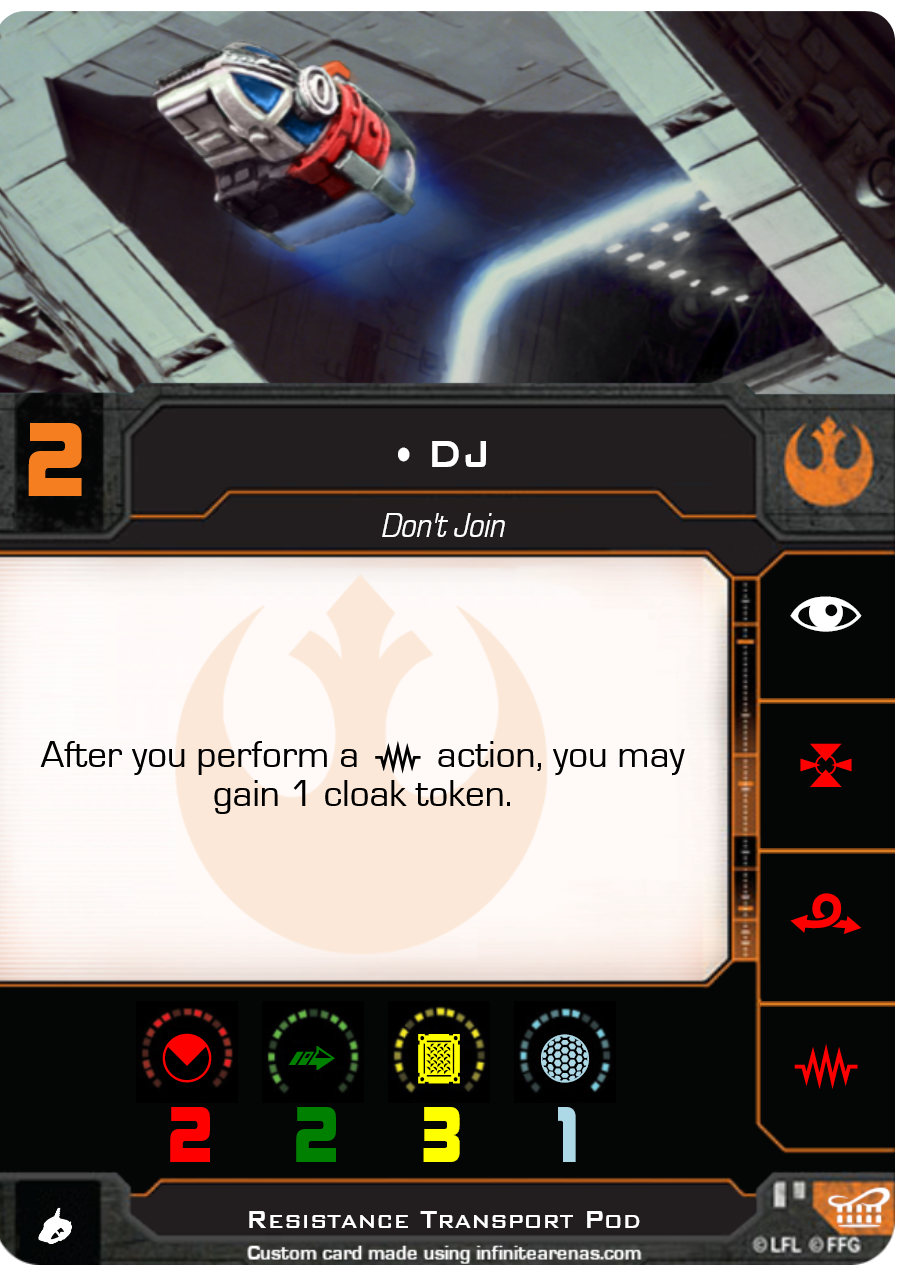 2
• DJ
Don't Join
After you perform a action, you may
gain 1 cloak token.
2 2 3 1
Resistance Transport Pod
Custom card made using infinitearenas.com
©LFL ©FFG